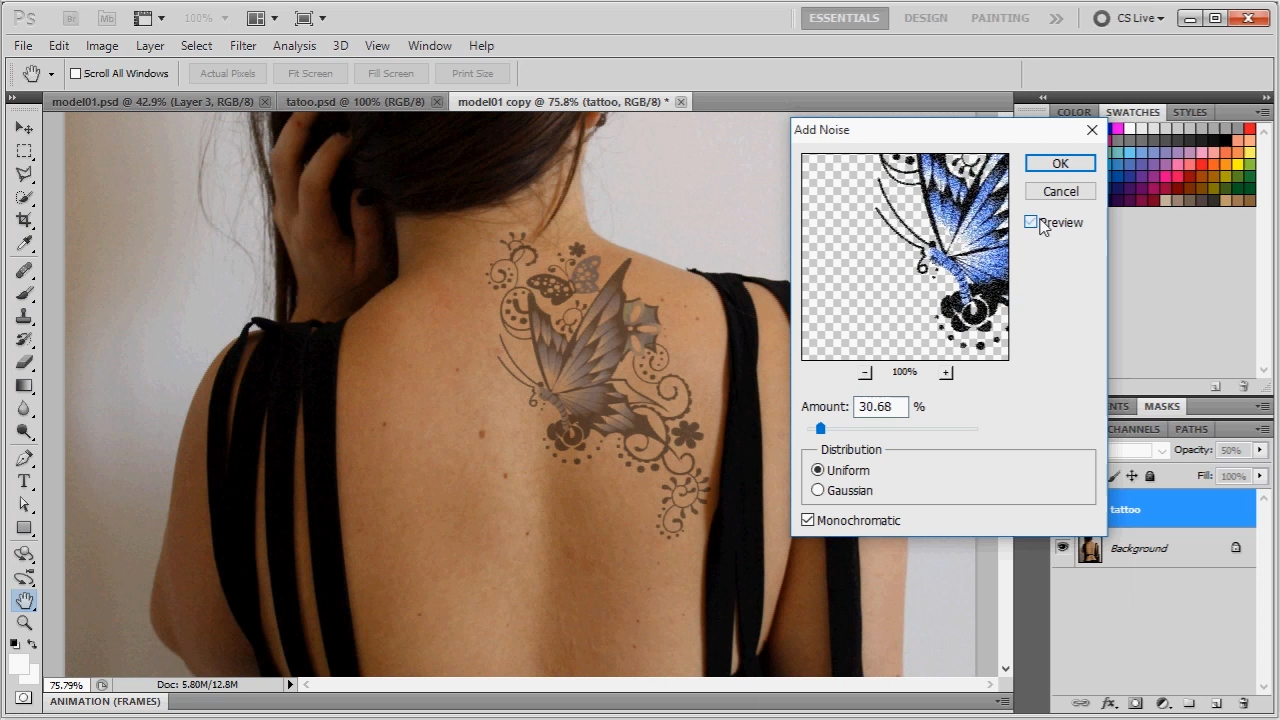 Ps Br Mb 100% ESSENTIALS DESIGN PAINTING CS Live
File Edit Image Layer Select Filter Analysis 3D View Window Help
Scroll All Windows Actual Pixels Fit Screen Fill Screen Print Size
model01.psd @ 42.9% (Layer 3, RGB/8) tatoo.psd @ 100% (RGB/8) model01 copy @ 75.8% (tattoo, RGB/8) *
COLOR SWATCHES STYLES
Add Noise
OK
Cancel
Preview
100%
Amount: 30.68 %
Distribution
Uniform
Gaussian
Monochromatic
MASKS
CHANNELS PATHS
Opacity: 50%
Fill: 100%
tattoo
Background
T
75.79% Doc: 5.80M/12.8M
ANIMATION (FRAMES)
fx